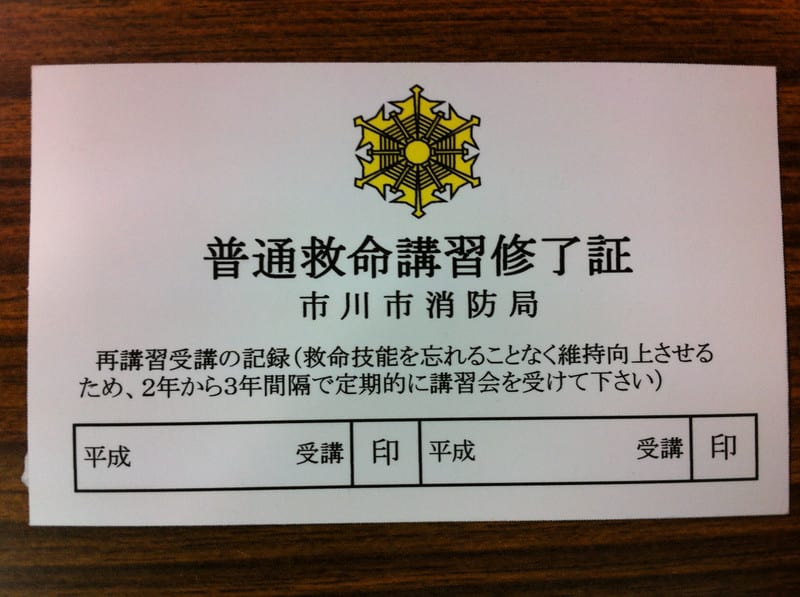 普通救命講習修了証
市川市消防局
再講習受講の記録(救命技能を忘れることなく維持向上させる
ため、2年から3年間隔で定期的に講習会を受けて下さい)
平成 受講 印 平成 受講 印